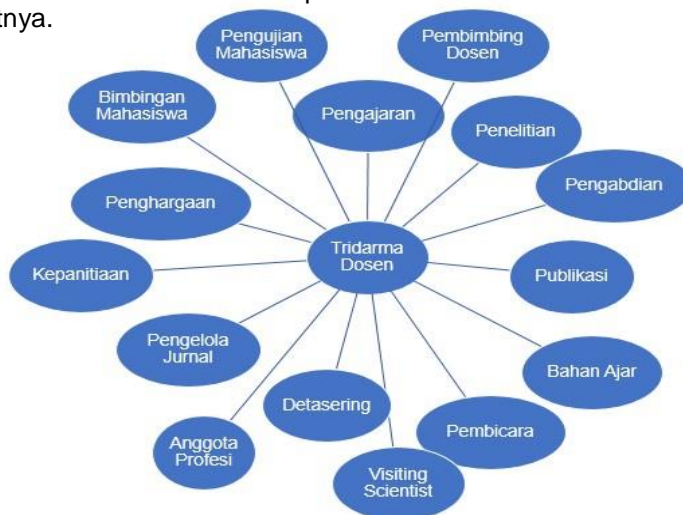 tnya.
Pengujian
Mahasiswa
Pembimbing
Dosen
Bimbingan
Mahasiswa
Pengajaran
Penelitian
Pengabdian
Penghargaan
Tridarma
Dosen
Kepanitiaan
Publikasi
Pengelola
Jurnal
Bahan Ajar
Detasering
Pembicara
Anggota
Profesi
Visiting
Scientist